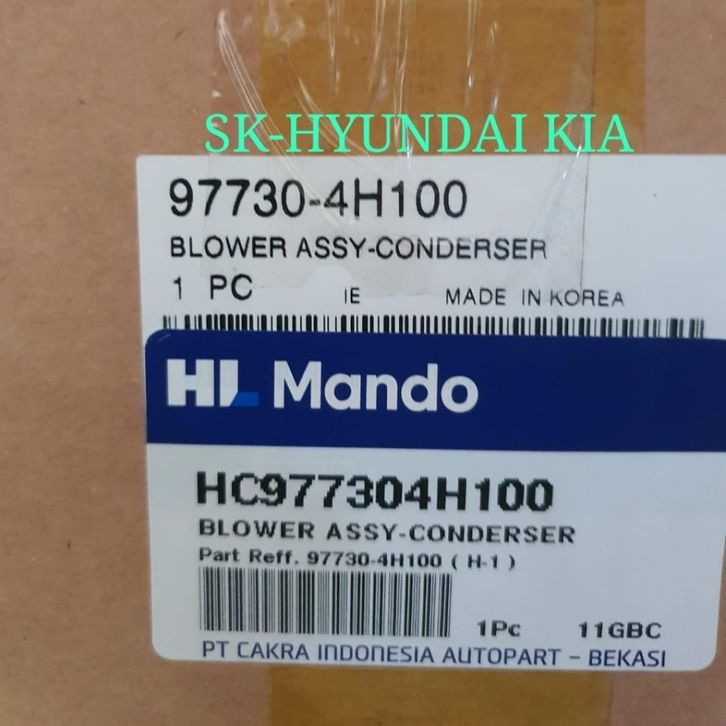 SK-HYUNDAI KIA
97730-4H100
BLOWER ASSY-CONDERSER
1 PC IE MADE IN KOREA
HL Mando
HC977304H100
BLOWER ASSY-CONDERSER
Part Reff. 97730-4H100 ( H-1 )
1Pc 11GBC
PT CAKRA INDONESIA AUTOPART - BEKASI